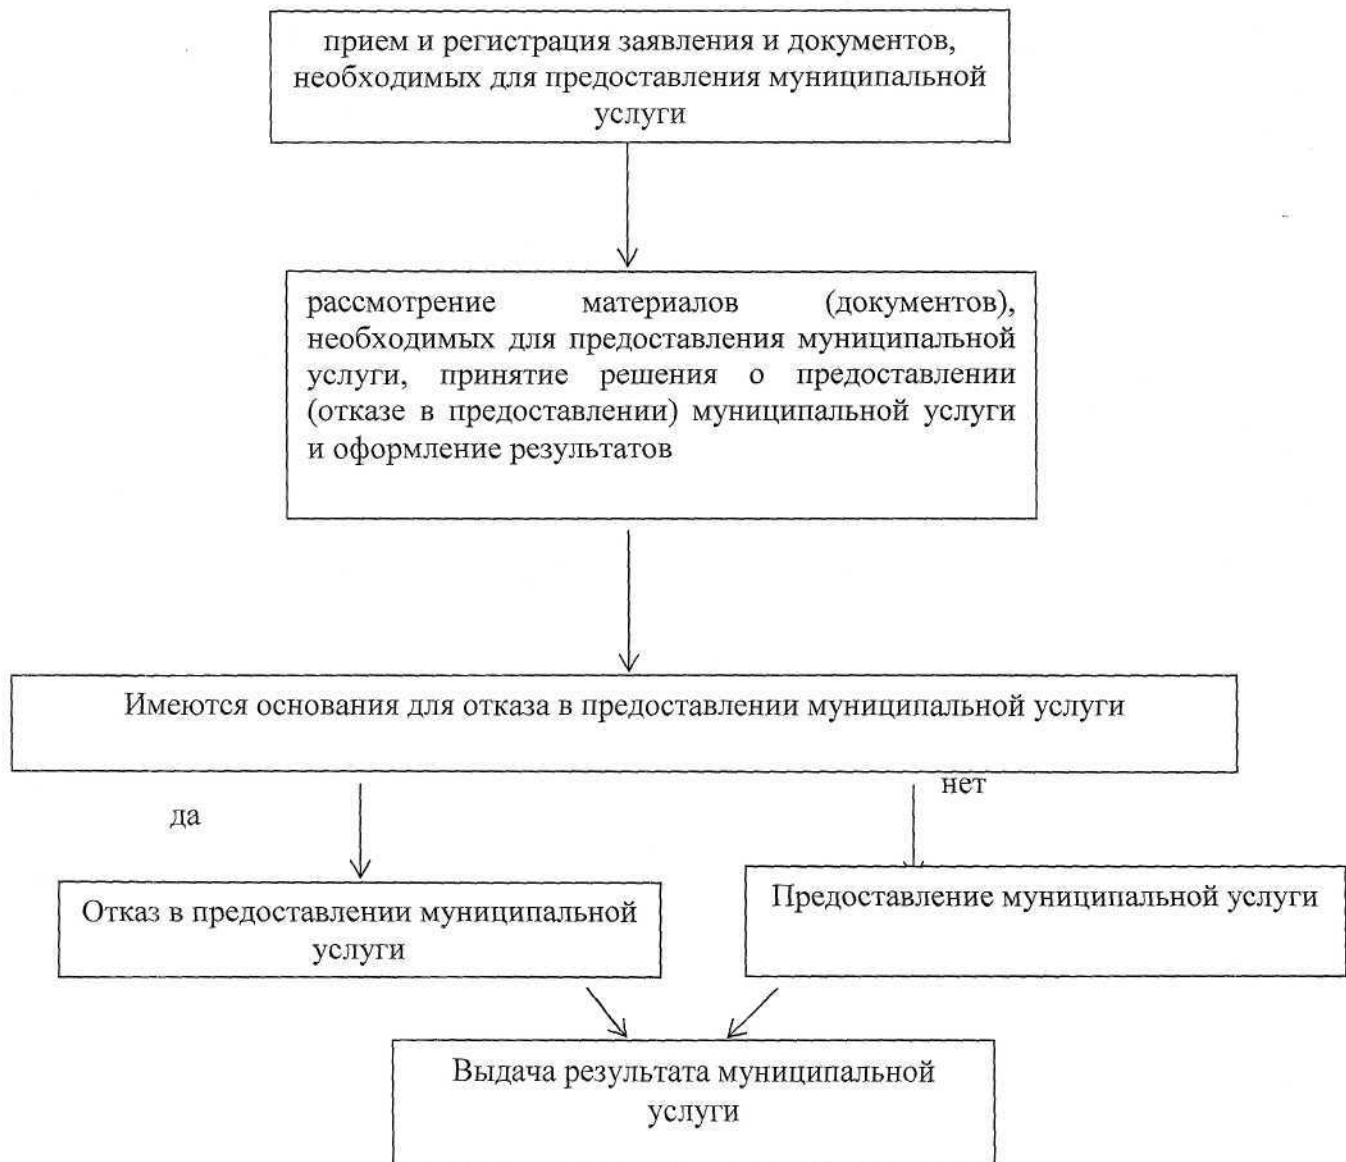 прием и регистрация заявления и документов,
необходимых для предоставления муниципальной
услуги
рассмотрение материалов (документов),
необходимых для предоставления муниципальной
услуги, принятие решения о предоставлении
(отказе в предоставлении) муниципальной услуги
и оформление результатов
Имеются основания для отказа в предоставлении муниципальной услуги
да
нет
Отказ в предоставлении муниципальной
услуги
Предоставление муниципальной услуги
Выдача результата муниципальной
услуги